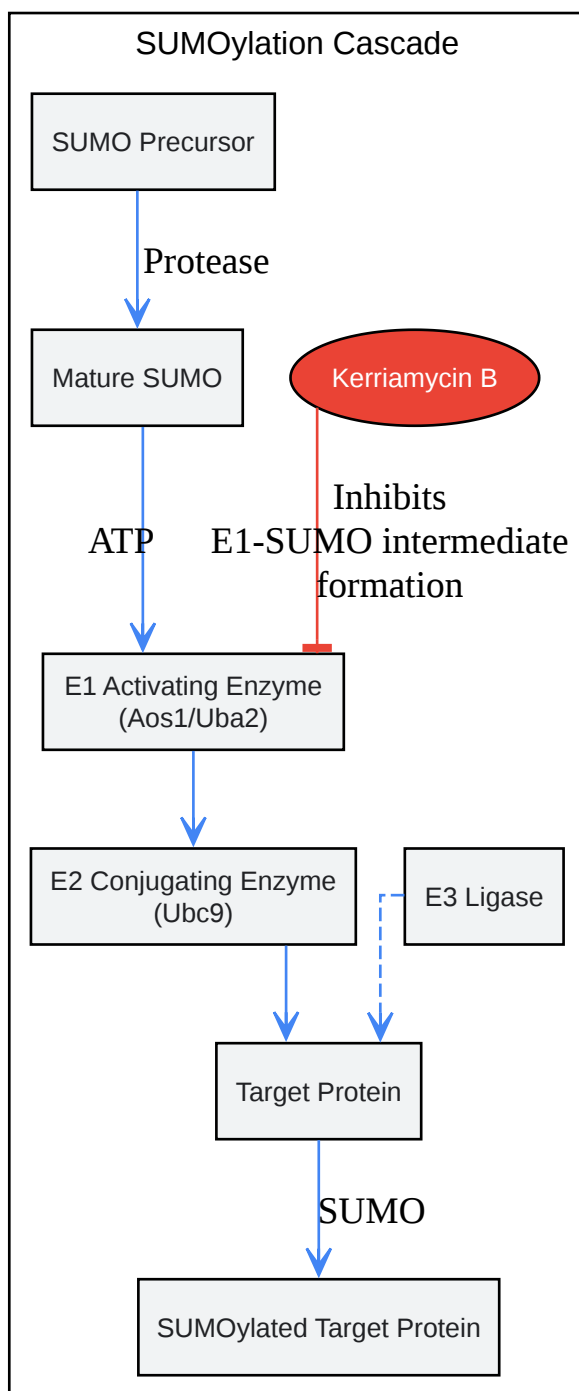 SUMOylation Cascade
SUMO Precursor
Protease
Mature SUMO
Kerriamycin B
ATP
Inhibits
E1-SUMO intermediate
formation
E1 Activating Enzyme
(Aos1/Uba2)
E2 Conjugating Enzyme
(Ubc9)
E3 Ligase
Target Protein
SUMO
SUMOylated Target Protein